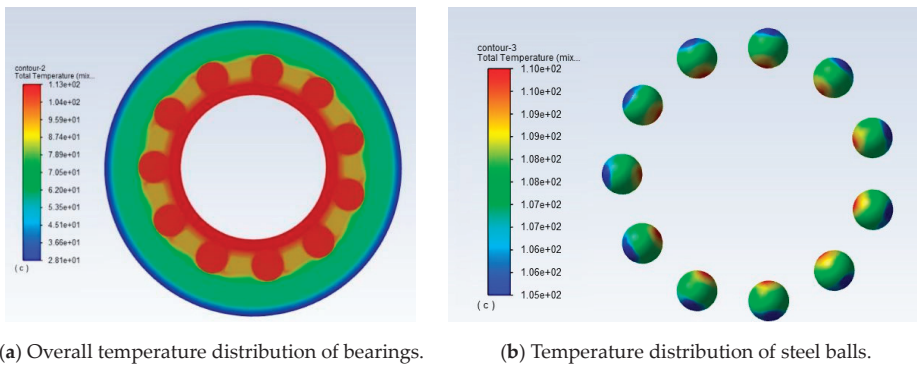 contour-2
Total Temperature (mix...
1.13e+02
1.04e+02
9.59e+01
8.74e+01
7.89e+01
7.05e+01
6.20e+01
5.35e+01
4.51e+01
3.66e+01
2.81e+01
( c )
contour-3
Total Temperature (mix...
1.10e+02
1.10e+02
1.09e+02
1.09e+02
1.08e+02
1.08e+02
1.07e+02
1.07e+02
1.06e+02
1.06e+02
1.05e+02
( c )
(a) Overall temperature distribution of bearings.
(b) Temperature distribution of steel balls.